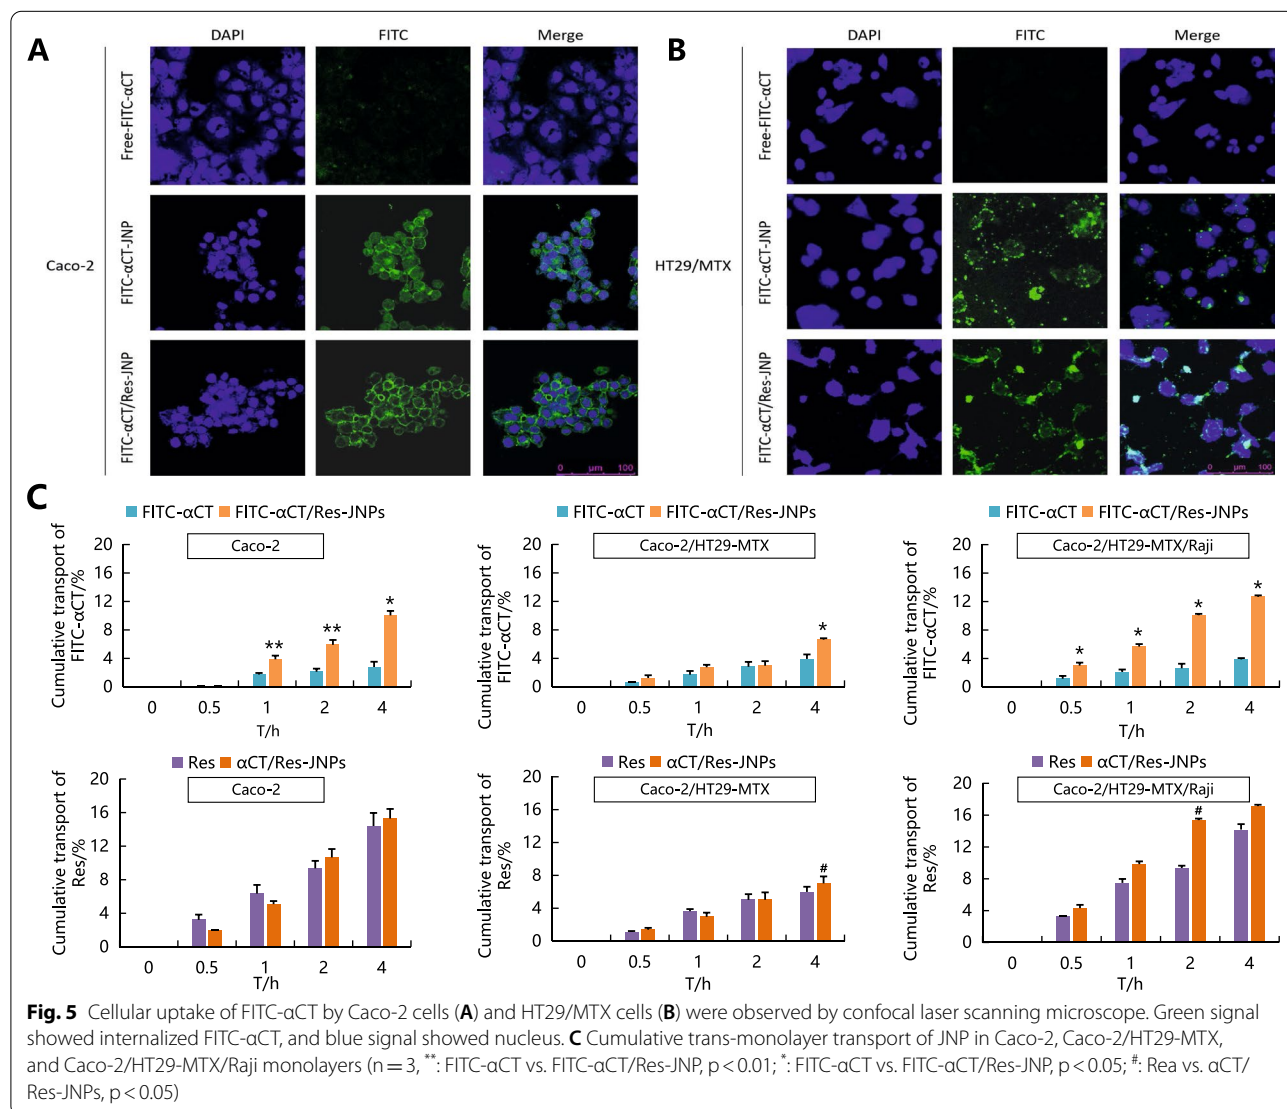 A
DAPI FITC Merge
Free-FITC-αCT
FITC-αCT-JNP
FITC-αCT/Res-JNP
Caco-2
0 μm 100
B
DAPI FITC Merge
Free-FITC-αCT
FITC-αCT-JNP
FITC-αCT/Res-JNP
HT29/MTX
0 μm 100
C
FITC-αCT FITC-αCT/Res-JNPs
Caco-2
Cumulative transport of
FITC-αCT/%
20
16
12
8
4
0
** ** *
0 0.5 1 2 4
T/h
FITC-αCT FITC-αCT/Res-JNPs
Caco-2/HT29-MTX
Cumulative transport of
FITC-αCT/%
20
16
12
8
4
0
*
0 0.5 1 2 4
T/h
FITC-αCT FITC-αCT/Res-JNPs
Caco-2/HT29-MTX/Raji
Cumulative transport of
FITC-αCT/%
20
16
12
8
4
0
* * * *
0 0.5 1 2 4
T/h
Res αCT/Res-JNPs
Caco-2
Cumulative transport of
Res/%
20
16
12
8
4
0
0 0.5 1 2 4
T/h
Res αCT/Res-JNPs
Caco-2/HT29-MTX
Cumulative transport of
Res/%
20
16
12
8
4
0
#
0 0.5 1 2 4
T/h
Res αCT/Res-JNPs
Caco-2/HT29-MTX/Raji
Cumulative transport of
Res/%
20
16
12
8
4
0
#
0 0.5 1 2 4
T/h
Fig. 5 Cellular uptake of FITC-αCT by Caco-2 cells (A) and HT29/MTX cells (B) were observed by confocal laser scanning microscope. Green signal
showed internalized FITC-αCT, and blue signal showed nucleus. C Cumulative trans-monolayer transport of JNP in Caco-2, Caco-2/HT29-MTX,
and Caco-2/HT29-MTX/Raji monolayers (n = 3, **: FITC-αCT vs. FITC-αCT/Res-JNP, p < 0.01; *: FITC-αCT vs. FITC-αCT/Res-JNP, p < 0.05; #: Rea vs. αCT/
Res-JNPs, p < 0.05)